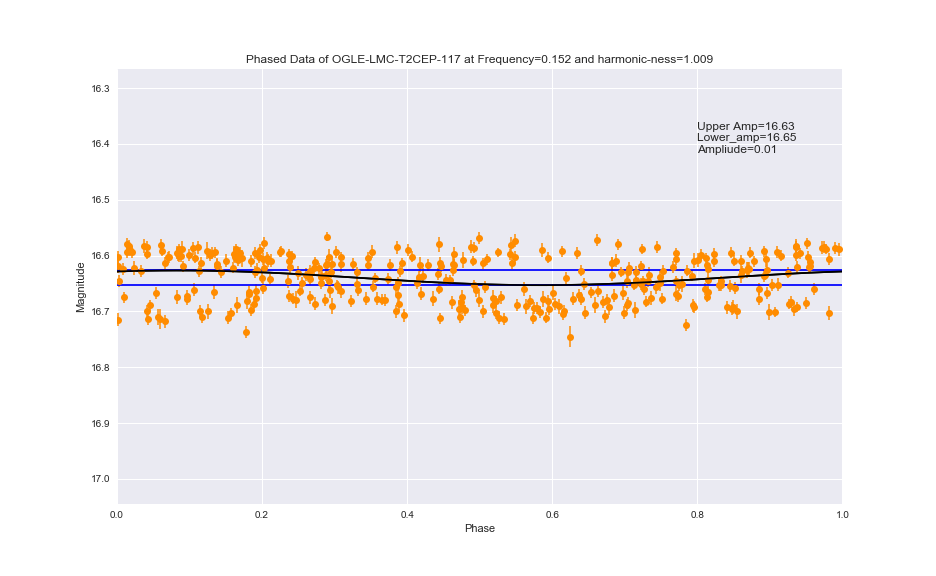 Phased Data of OGLE-LMC-T2CEP-117 at Frequency=0.152 and harmonic-ness=1.009
16.3
16.4
16.5
16.6
16.7
16.8
16.9
17.0
Magnitude
Upper Amp=16.63
Lower_amp=16.65
Ampliude=0.01
0.0
0.2
0.4
0.6
0.8
1.0
Phase